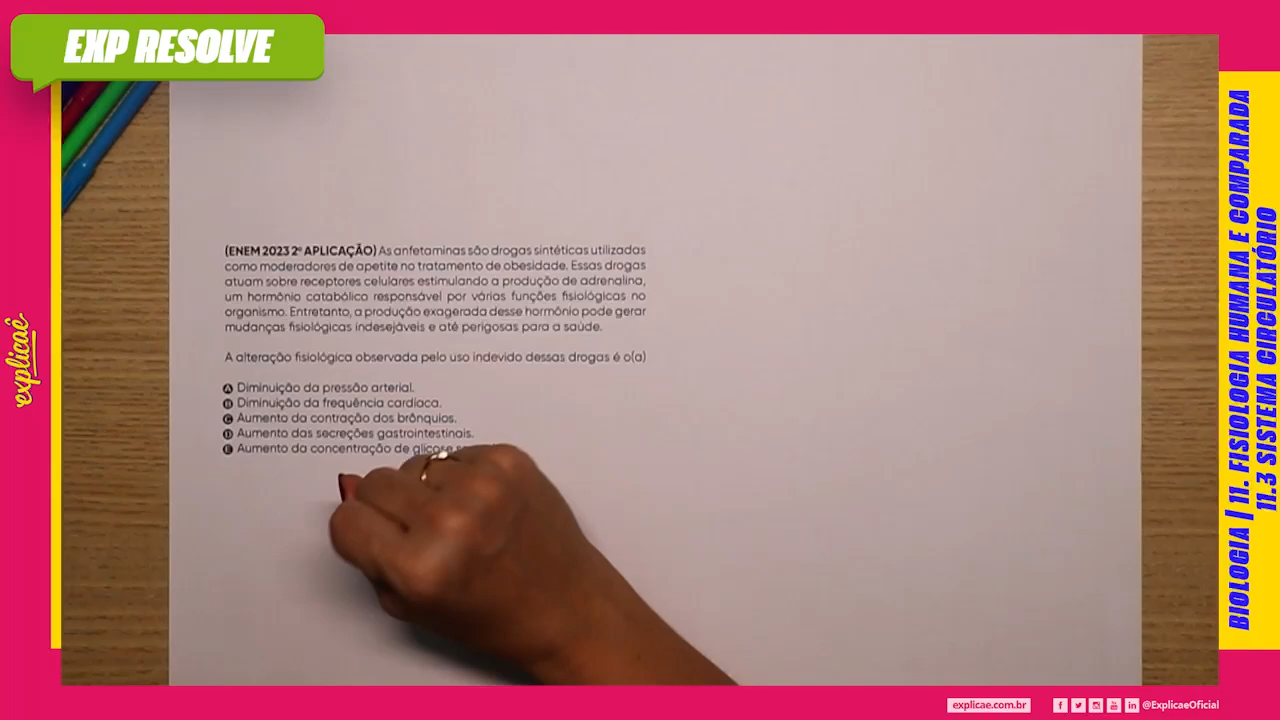 EXP RESOLVE
(ENEM 2023 2ª APLICAÇÃO) As anfetaminas são drogas sintéticas utilizadas
como moderadores de apetite no tratamento de obesidade. Essas drogas
atuam sobre receptores celulares estimulando a produção de adrenalina,
um hormônio catabólico responsável por várias funções fisiológicas no
organismo. Entretanto, a produção exagerada desse hormônio pode gerar
mudanças fisiológicas indesejáveis e até perigosas para a saúde.
A alteração fisiológica observada pelo uso indevido dessas drogas é o(a)
A Diminuição da pressão arterial.
B Diminuição da frequência cardíaca.
C Aumento da contração dos brônquios.
D Aumento das secreções gastrointestinais.
E Aumento da concentração de glicose
explicaê
BIOLOGIA | 11. FISIOLOGIA HUMANA E COMPARADA
11.3 SISTEMA CIRCULATÓRIO
explicae.com.br
@ExplicaeOficial